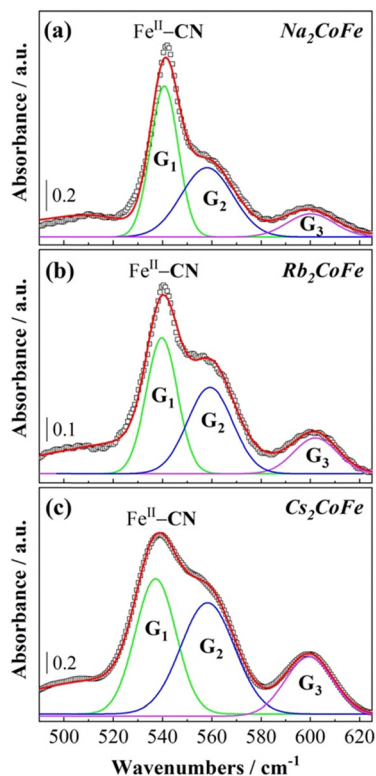 (a) Fe^II–CN Na₂CoFe
Absorbance / a.u.
0.2
G₁
G₂
G₃
(b) Fe^II–CN Rb₂CoFe
Absorbance / a.u.
0.1
G₁
G₂
G₃
(c) Fe^II–CN Cs₂CoFe
Absorbance / a.u.
0.2
G₁
G₂
G₃
500 520 540 560 580 600 620
Wavenumbers / cm⁻¹